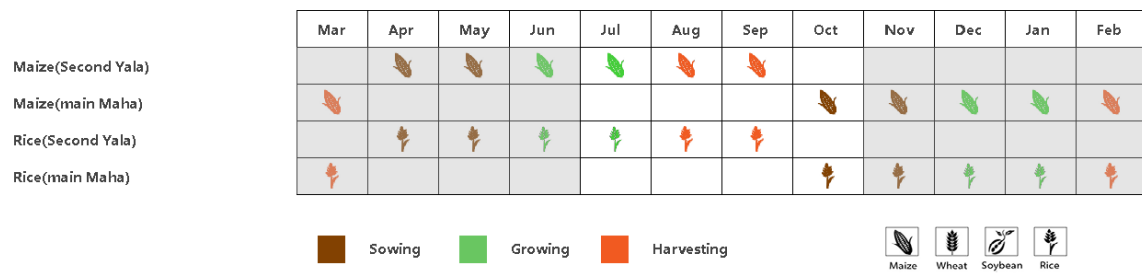 Mar Apr May Jun Jul Aug Sep Oct Nov Dec Jan Feb
Maize(Second Yala)
Maize(main Maha)
Rice(Second Yala)
Rice(main Maha)
Sowing Growing Harvesting
Maize Wheat Soybean Rice